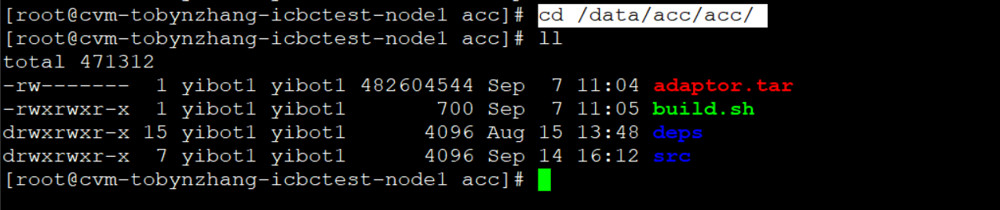 [root@cvm-tobynzhang-icbctest-node1 acc]# cd /data/acc/acc/
[root@cvm-tobynzhang-icbctest-node1 acc]# ll
total 471312
-rw-------  1 yibot1 yibot1 482604544 Sep  7 11:04 adaptor.tar
-rwxrwxr-x  1 yibot1 yibot1       700 Sep  7 11:05 build.sh
drwxrwxr-x 15 yibot1 yibot1      4096 Aug 15 13:48 deps
drwxrwxr-x  7 yibot1 yibot1      4096 Sep 14 16:12 src
[root@cvm-tobynzhang-icbctest-node1 acc]#